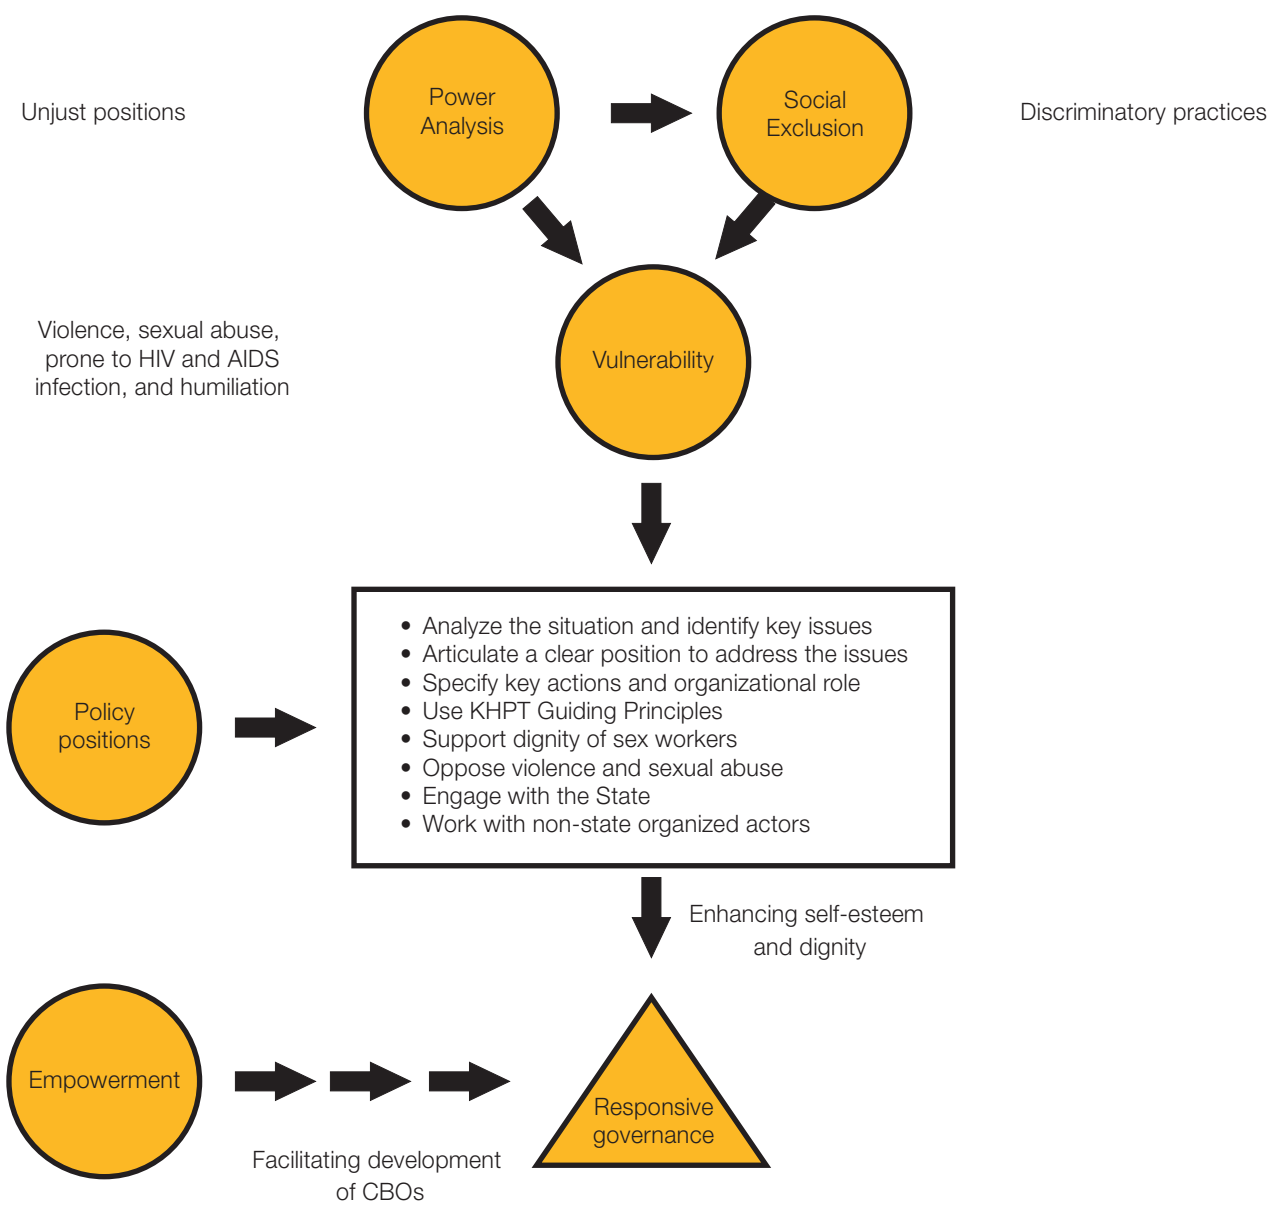 Unjust positions
Power
Analysis
Social
Exclusion
Discriminatory practices
Violence, sexual abuse,
prone to HIV and AIDS
infection, and humiliation
Vulnerability
Policy
positions
• Analyze the situation and identify key issues
• Articulate a clear position to address the issues
• Specify key actions and organizational role
• Use KHPT Guiding Principles
• Support dignity of sex workers
• Oppose violence and sexual abuse
• Engage with the State
• Work with non-state organized actors
Enhancing self-esteem
and dignity
Empowerment
Facilitating development
of CBOs
Responsive
governance